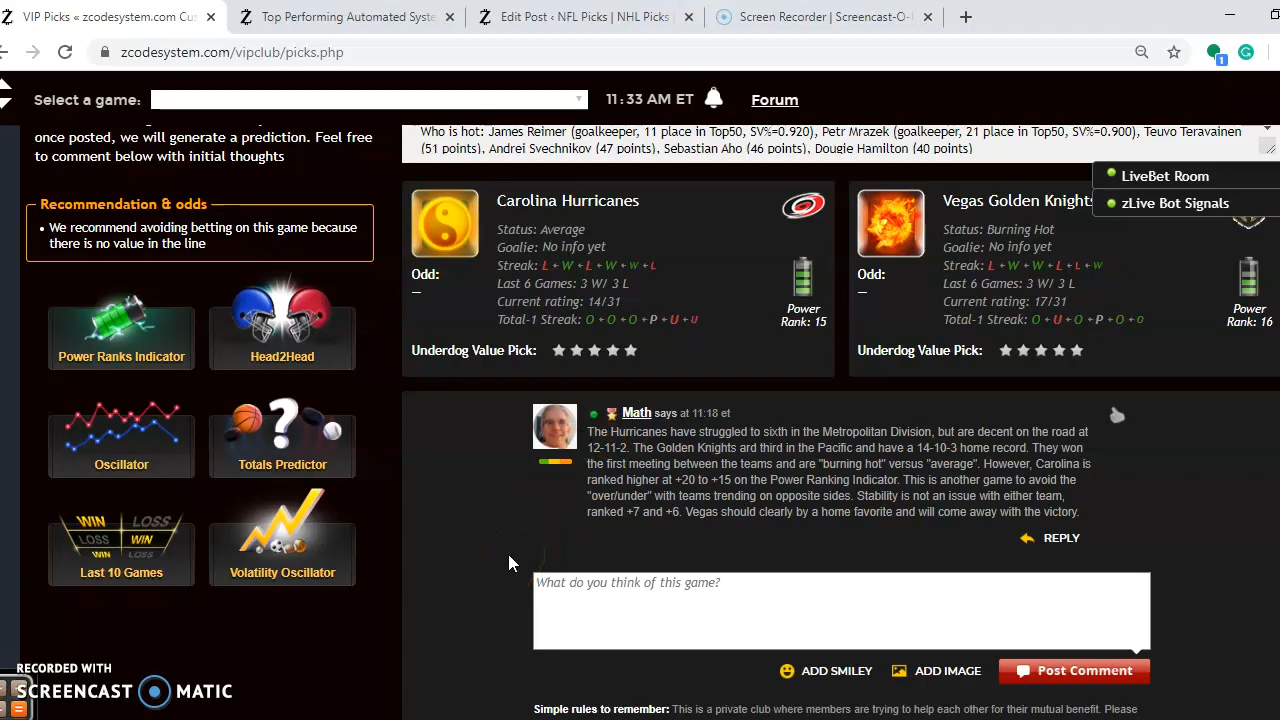 VIP Picks « zcodesystem.com Cus
Top Performing Automated Syste
Edit Post ‹ NFL Picks | NHL Picks |
Screen Recorder | Screencast-O-M
zcodesystem.com/vipclub/picks.php
1
Select a game:
11:33 AM ET
Forum
once posted, we will generate a prediction. Feel free
to comment below with initial thoughts
Recommendation & odds
We recommend avoiding betting on this game because
there is no value in the line
Power Ranks Indicator
Head2Head
Oscillator
Totals Predictor
WIN LOSS
LOSS WIN
WIN LOSS
Last 10 Games
Volatility Oscillator
Who is hot: James Reimer (goalkeeper, 11 place in Top50, SV%=0.920), Petr Mrazek (goalkeeper, 21 place in Top50, SV%=0.900), Teuvo Teravainen
(51 points), Andrei Svechnikov (47 points), Sebastian Aho (46 points), Dougie Hamilton (40 points)
LiveBet Room
zLive Bot Signals
Carolina Hurricanes
Status: Average
Goalie: No info yet
Odd:
—
Streak: L + W + L + W + W + L
Last 6 Games: 3 W/ 3 L
Current rating: 14/31
Total-1 Streak: O + O + O + P + U + U
Power
Rank: 15
Underdog Value Pick:
Vegas Golden Knights
Status: Burning Hot
Goalie: No info yet
Odd:
—
Streak: L + W + W + L + L + W
Last 6 Games: 3 W/ 3 L
Current rating: 17/31
Total-1 Streak: O + U + O + P + O + O
Power
Rank: 16
Underdog Value Pick:
Math says at 11:18 et
The Hurricanes have struggled to sixth in the Metropolitan Division, but are decent on the road at
12-11-2. The Golden Knights ard third in the Pacific and have a 14-10-3 home record. They won
the first meeting between the teams and are "burning hot" versus "average". However, Carolina is
ranked higher at +20 to +15 on the Power Ranking Indicator. This is another game to avoid the
"over/under" with teams trending on opposite sides. Stability is not an issue with either team,
ranked +7 and +6. Vegas should clearly by a home favorite and will come away with the victory.
REPLY
What do you think of this game?
ADD SMILEY
ADD IMAGE
Post Comment
Simple rules to remember: This is a private club where members are trying to help each other for their mutual benefit. Please
RECORDED WITH
SCREENCAST MATIC